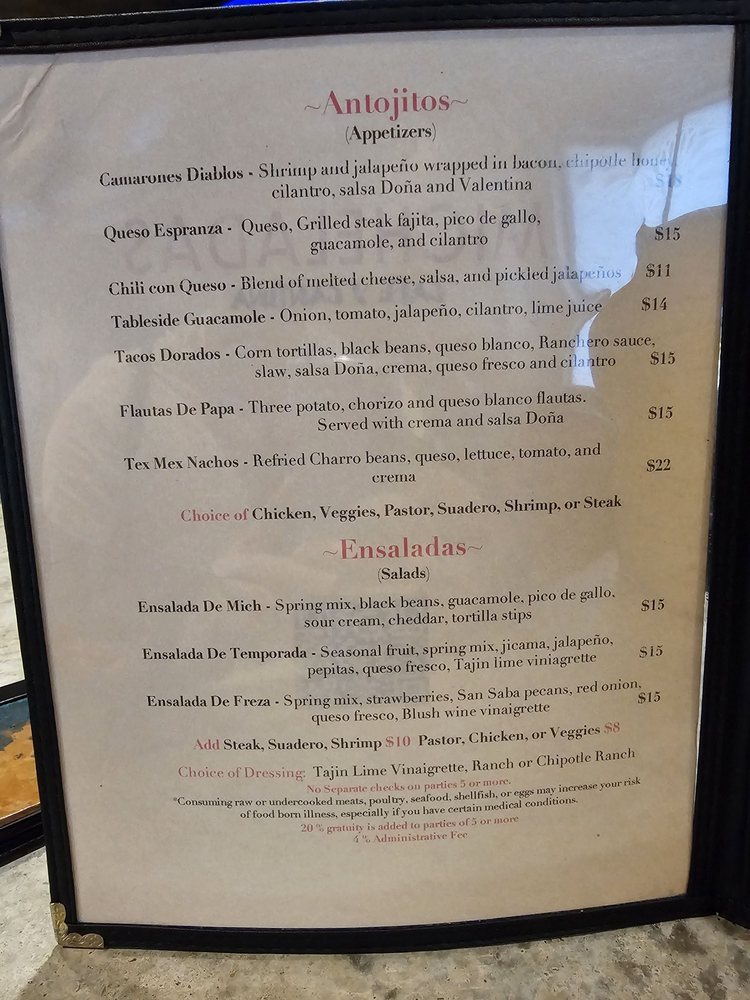 ~Antojitos~
(Appetizers)
Camarones Diablos - Shrimp and jalapeño wrapped in bacon, chipotle honey,
cilantro, salsa Doña and Valentina
Queso Espranza - Queso, Grilled steak fajita, pico de gallo,
guacamole, and cilantro $15
Chili con Queso - Blend of melted cheese, salsa, and pickled jalapeños $11
Tableside Guacamole - Onion, tomato, jalapeño, cilantro, lime juice $14
Tacos Dorados - Corn tortillas, black beans, queso blanco, Ranchero sauce,
slaw, salsa Doña, crema, queso fresco and cilantro $15
Flautas De Papa - Three potato, chorizo and queso blanco flautas.
Served with crema and salsa Doña $15
Tex Mex Nachos - Refried Charro beans, queso, lettuce, tomato, and
crema $22
Choice of Chicken, Veggies, Pastor, Suadero, Shrimp, or Steak
~Ensaladas~
(Salads)
Ensalada De Mich - Spring mix, black beans, guacamole, pico de gallo,
sour cream, cheddar, tortilla stips $15
Ensalada De Temporada - Seasonal fruit, spring mix, jicama, jalapeño,
pepitas, queso fresco, Tajin lime viniagrette $15
Ensalada De Freza - Spring mix, strawberries, San Saba pecans, red onion,
queso fresco, Blush wine vinaigrette $15
Add Steak, Suadero, Shrimp $10 Pastor, Chicken, or Veggies $8
Choice of Dressing: Tajin Lime Vinaigrette, Ranch or Chipotle Ranch
No Separate checks on parties 5 or more.
*Consuming raw or undercooked meats, poultry, seafood, shellfish, or eggs may increase your risk
of food born illness, especially if you have certain medical conditions.
20 % gratuity is added to parties of 5 or more
4 % Administrative Fee